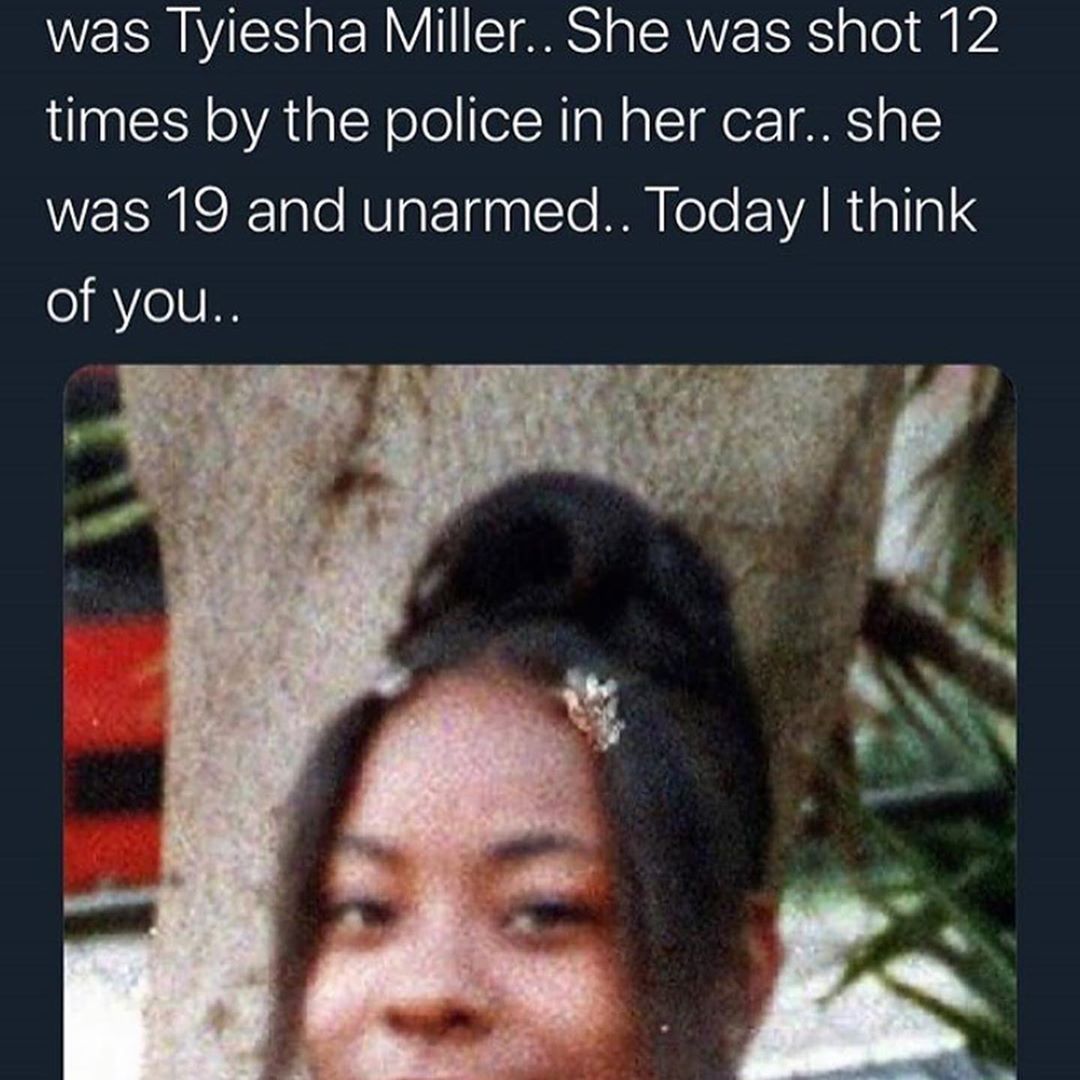 was Tyiesha Miller.. She was shot 12
times by the police in her car.. she
was 19 and unarmed.. Today I think
of you..